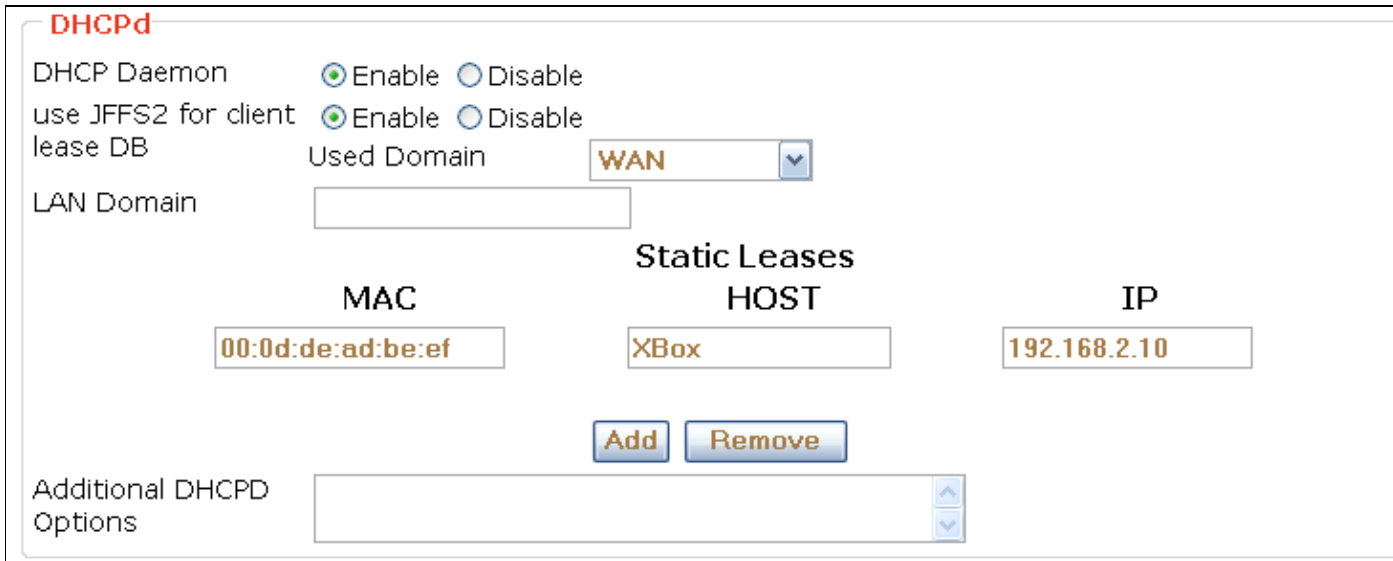 DHCPd
DHCP Daemon Enable Disable
use JFFS2 for client Enable Disable
lease DB
Used Domain WAN
LAN Domain
Static Leases
MAC HOST IP
00:0d:de:ad:be:ef XBox 192.168.2.10
Add Remove
Additional DHCPD
Options